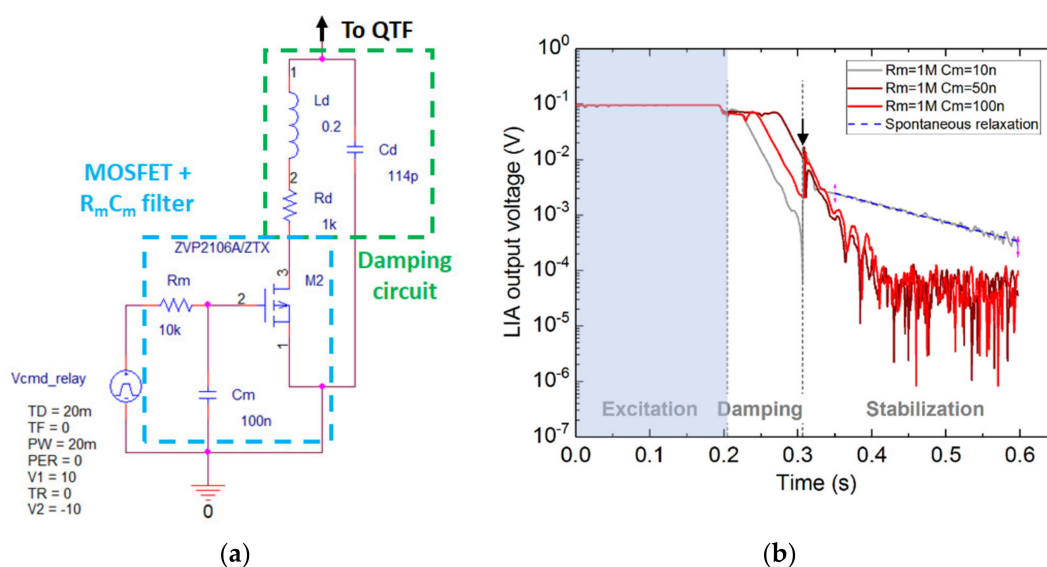 To QTF
1
Ld
0.2
Cd
114p
2
Rd
1k
MOSFET +
RmCm filter
ZVP2106A/ZTX
Damping
circuit
Rm
10k
2
3
M2
1
Vcmd_relay
Cm
100n
TD = 20m
TF = 0
PW = 20m
PER = 0
V1 = 10
TR = 0
V2 = -10
0
(a)
LIA output voltage (V)
10^0
10^-1
10^-2
10^-3
10^-4
10^-5
10^-6
10^-7
Rm=1M Cm=10n
Rm=1M Cm=50n
Rm=1M Cm=100n
Spontaneous relaxation
Excitation
Damping
Stabilization
0.0 0.1 0.2 0.3 0.4 0.5 0.6
Time (s)
(b)